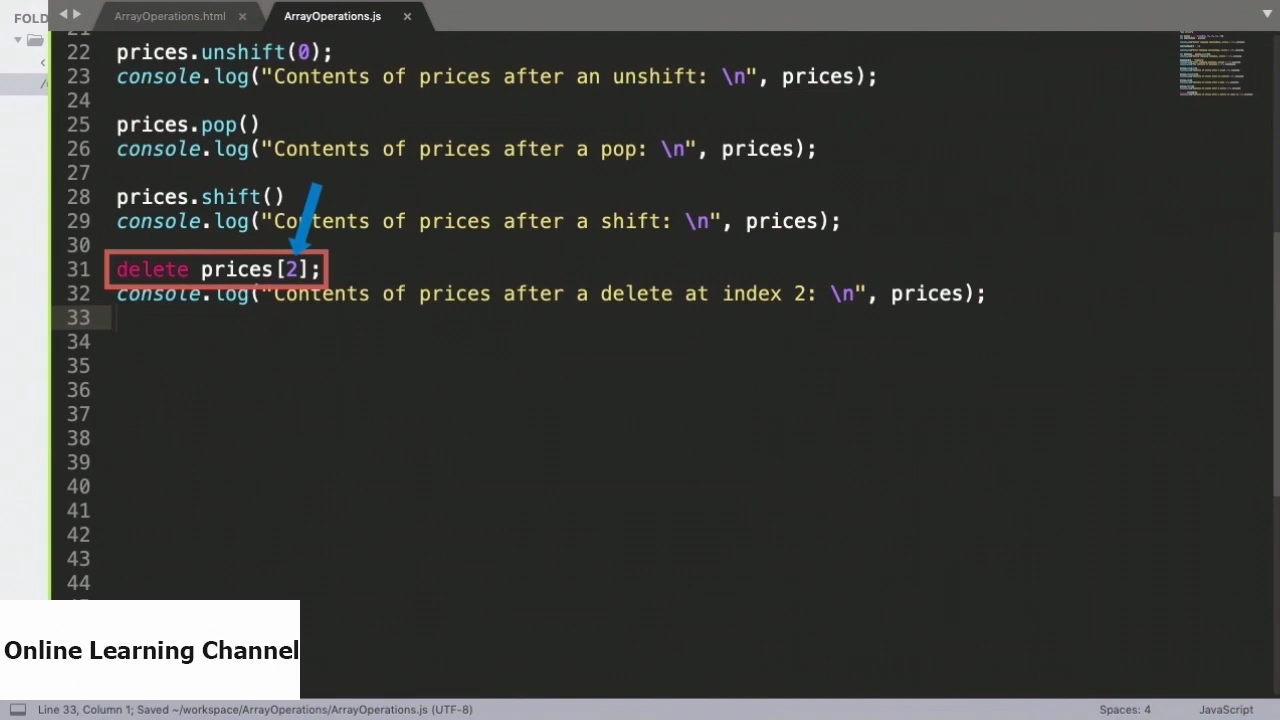 FOLD
ArrayOperations.html
ArrayOperations.js
21
22 prices.unshift(0);
23 console.log("Contents of prices after an unshift: \n", prices);
24
25 prices.pop()
26 console.log("Contents of prices after a pop: \n", prices);
27
28 prices.shift()
29 console.log("Contents of prices after a shift: \n", prices);
30
31 delete prices[2];
32 console.log("Contents of prices after a delete at index 2: \n", prices);
33
34
35
36
37
38
39
40
41
42
43
44
Online Learning Channel
Line 33, Column 1; Saved ~/workspace/ArrayOperations/ArrayOperations.js (UTF-8)
Spaces: 4
JavaScript